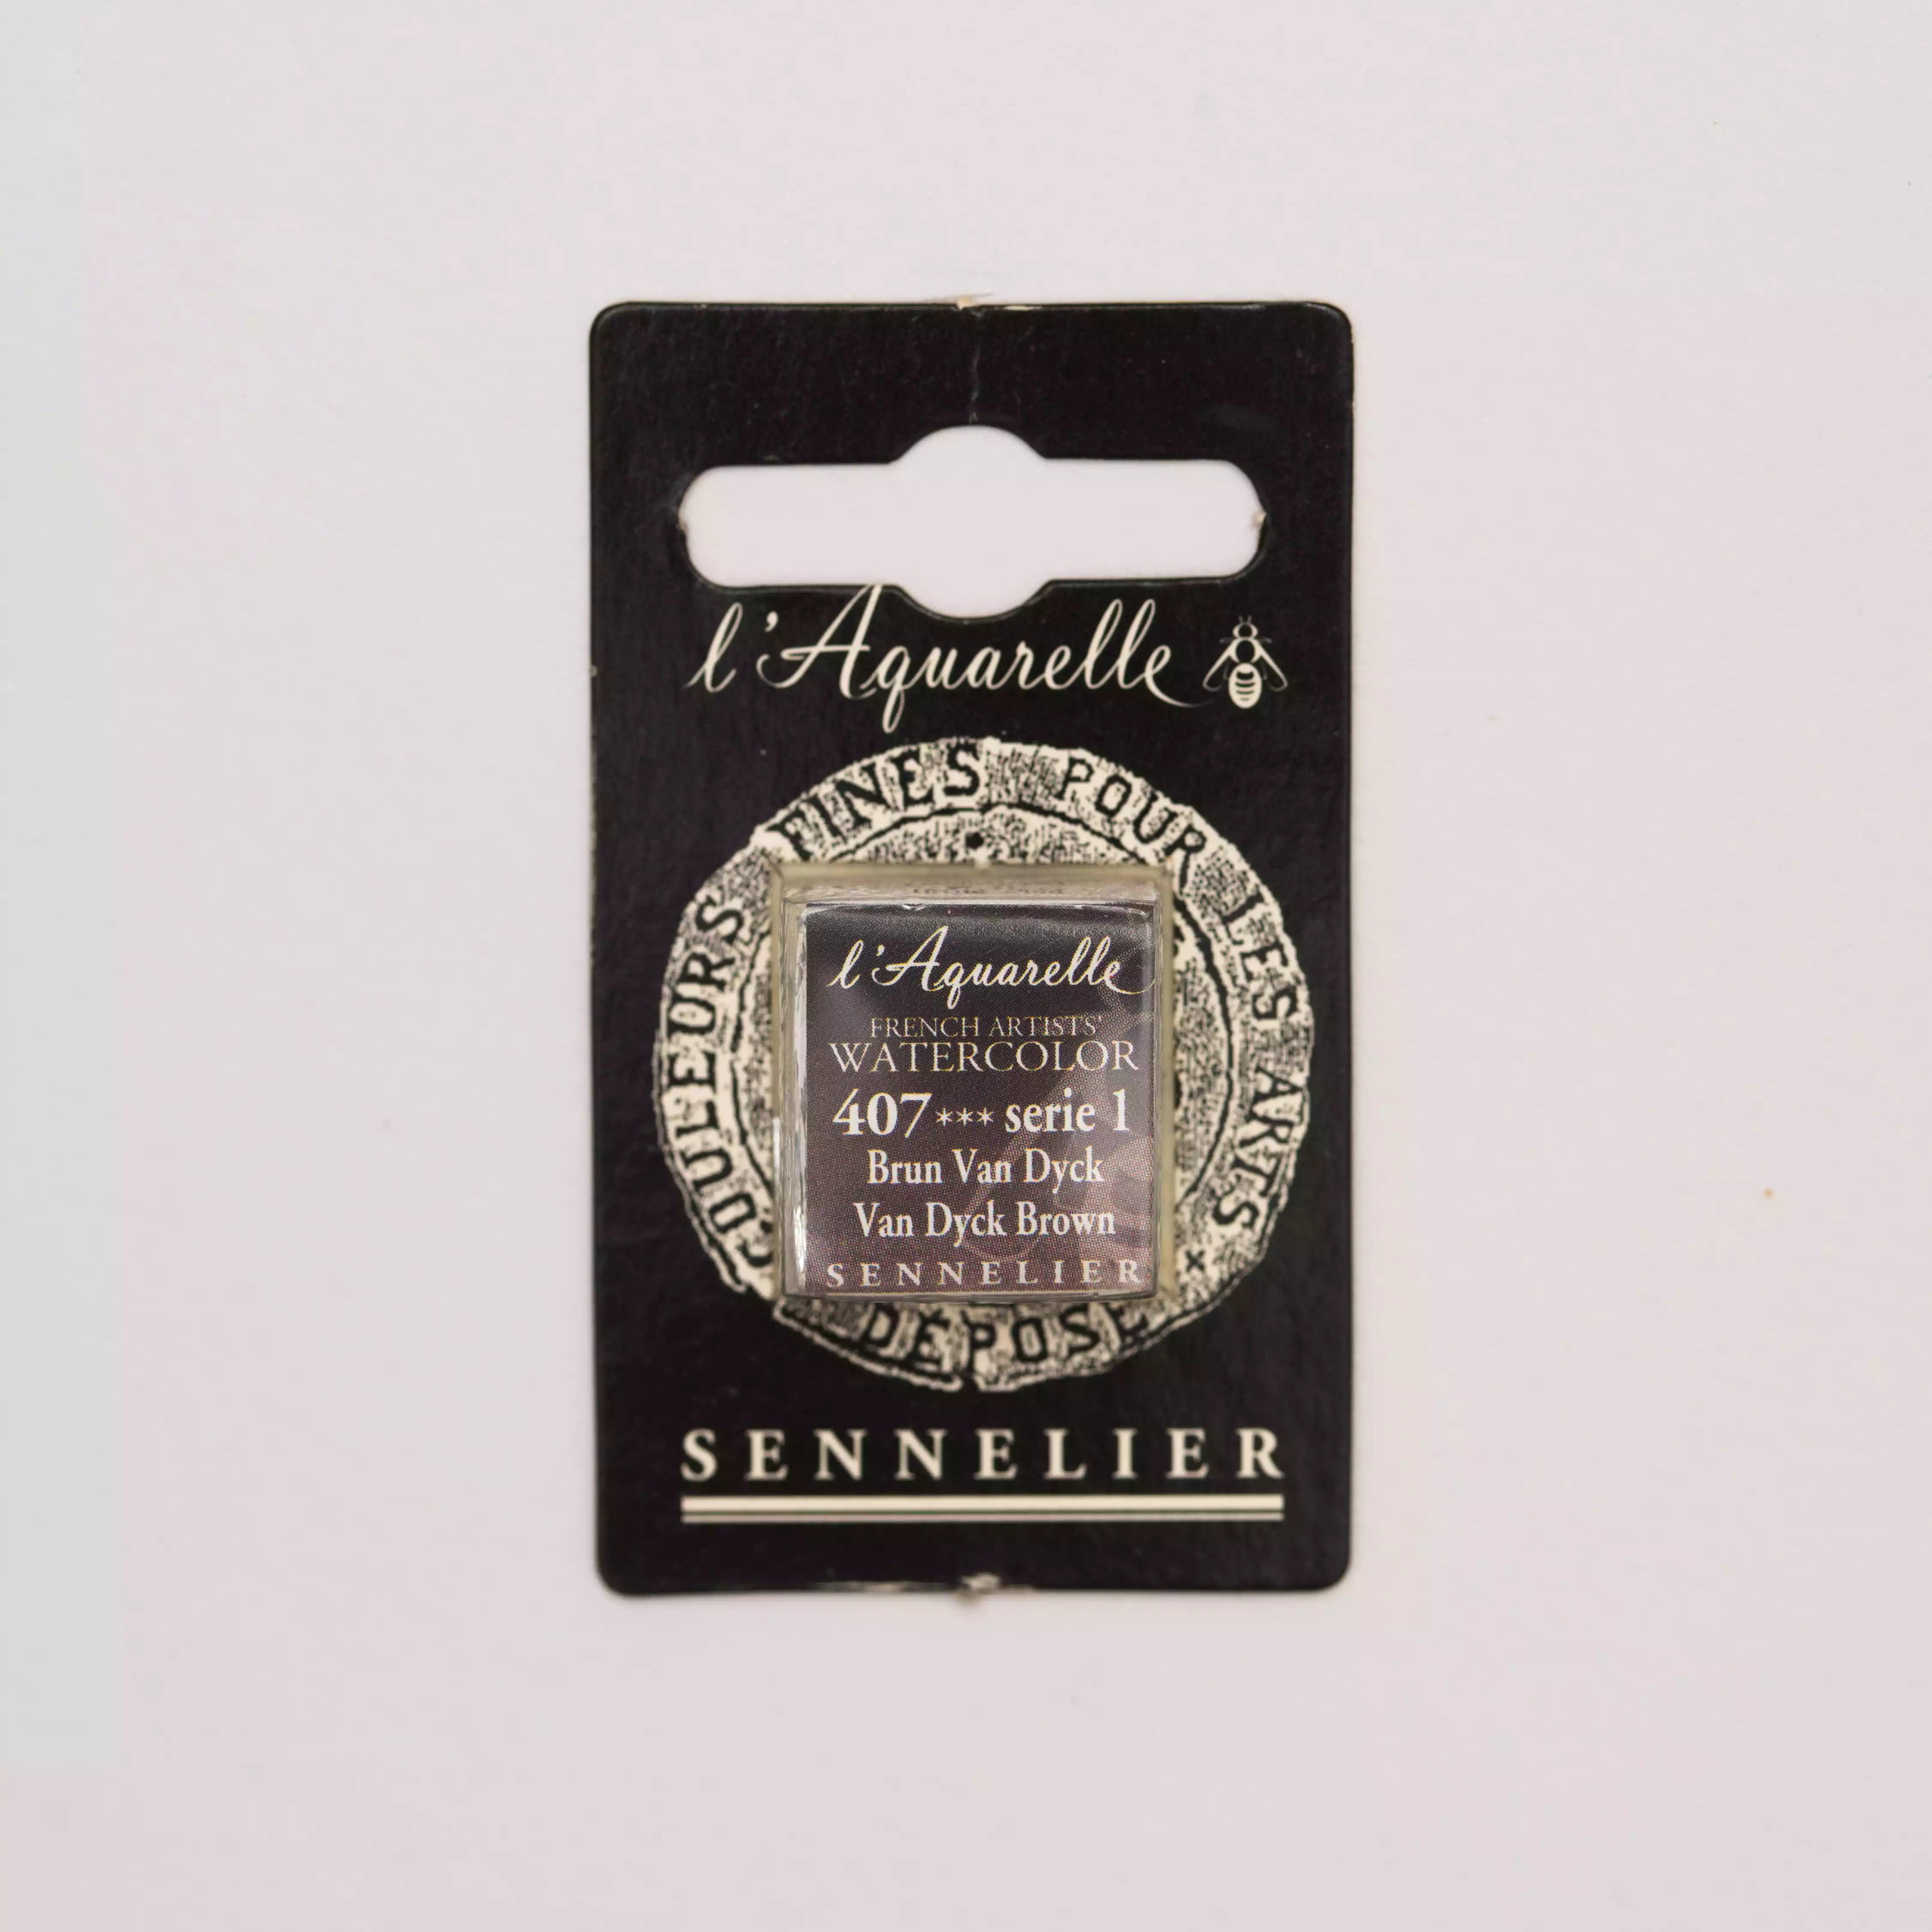 l'Aquarelle
COULEURS FINES POUR LES ARTS
x
DÉPOSÉ
l'Aquarelle
FRENCH ARTISTS'
WATERCOLOR
407*** serie 1
Brun Van Dyck
Van Dyck Brown
SENNELIER
SENNELIER